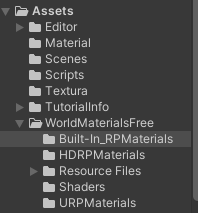 Assets
Editor
Material
Scenes
Scripts
Textura
TutorialInfo
WorldMaterialsFree
Built-In_RPMaterials
HDRPMaterials
Resource Files
Shaders
URPMaterials